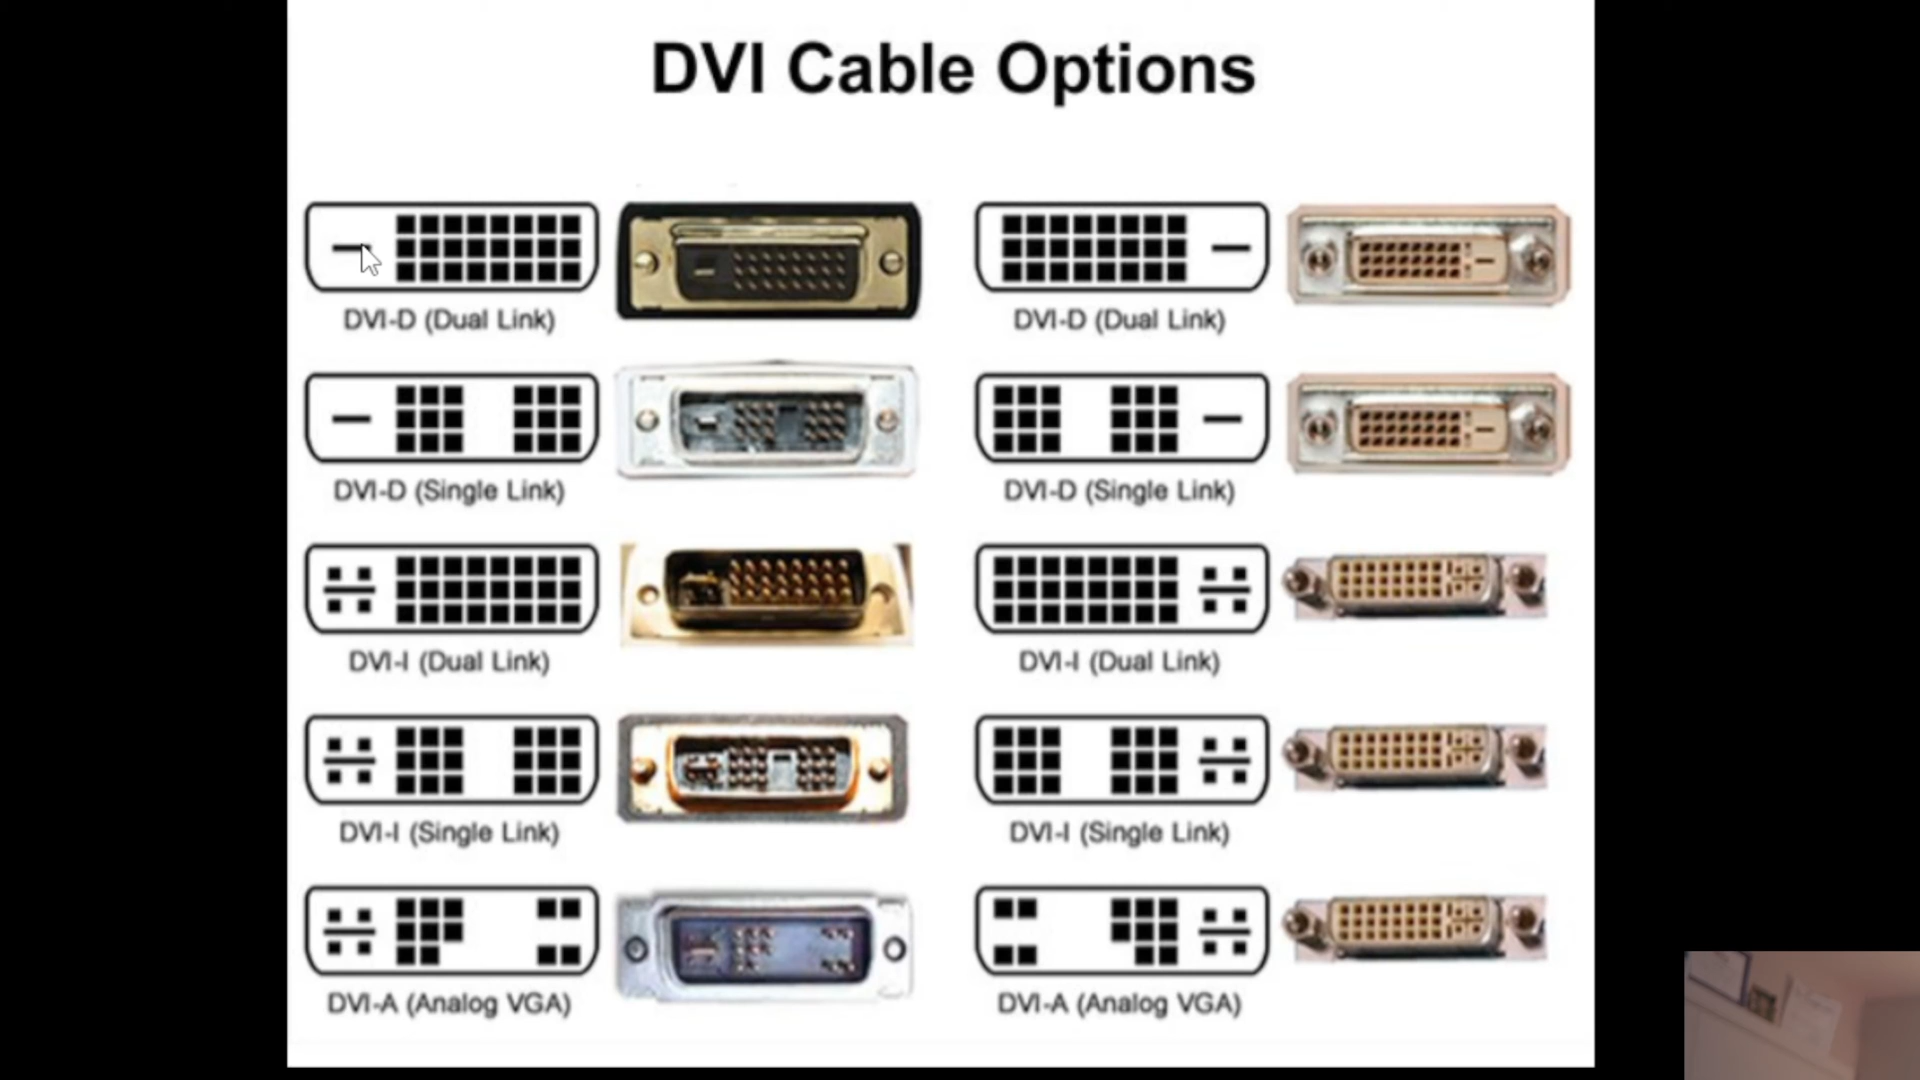 DVI Cable Options
DVI-D (Dual Link)
DVI-D (Dual Link)
DVI-D (Single Link)
DVI-D (Single Link)
DVI-I (Dual Link)
DVI-I (Dual Link)
DVI-I (Single Link)
DVI-I (Single Link)
DVI-A (Analog VGA)
DVI-A (Analog VGA)